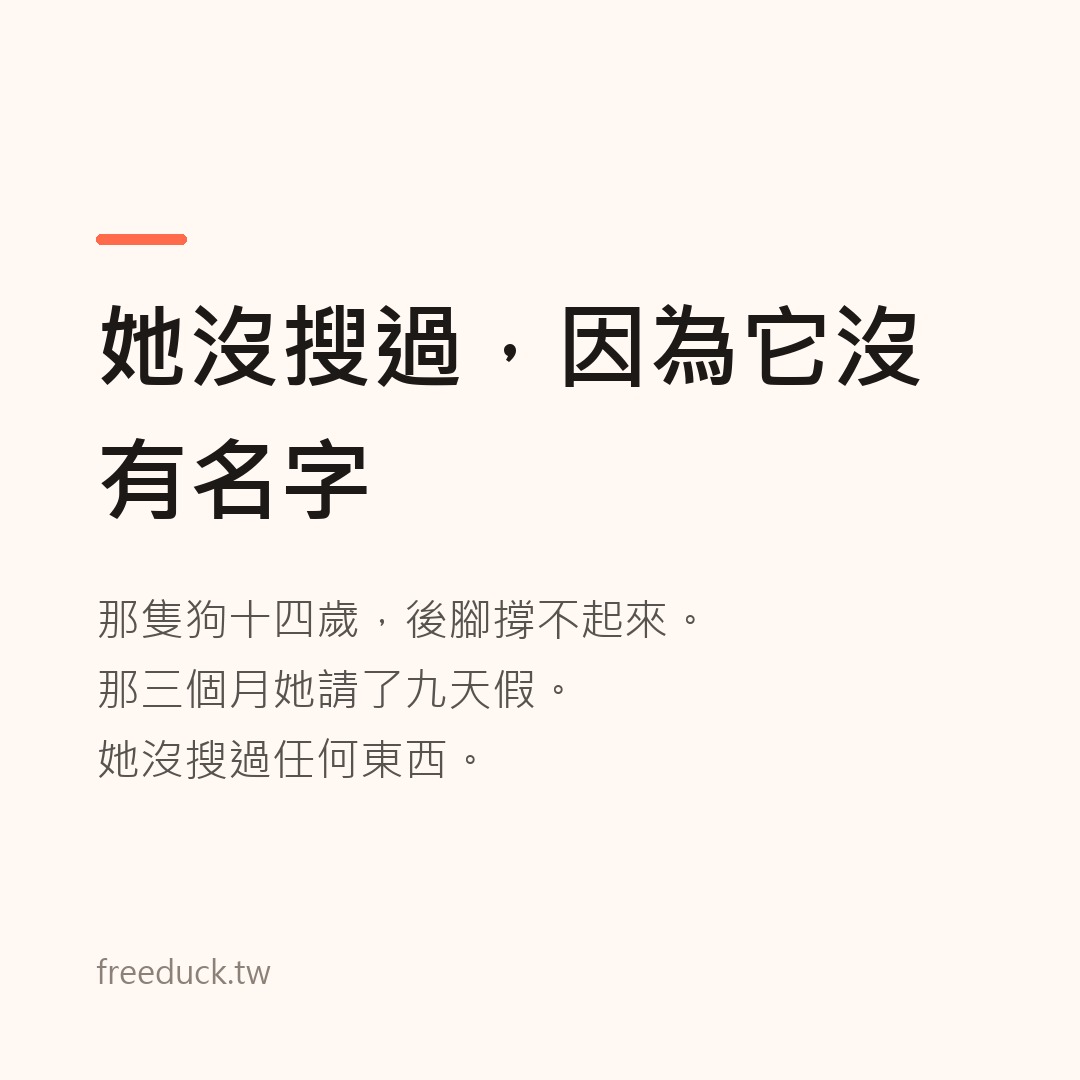 她沒搜過，因為它沒
有名字
那隻狗十四歲，後腳撐不起來。
那三個月她請了九天假。
她沒搜過任何東西。
freeduck.tw